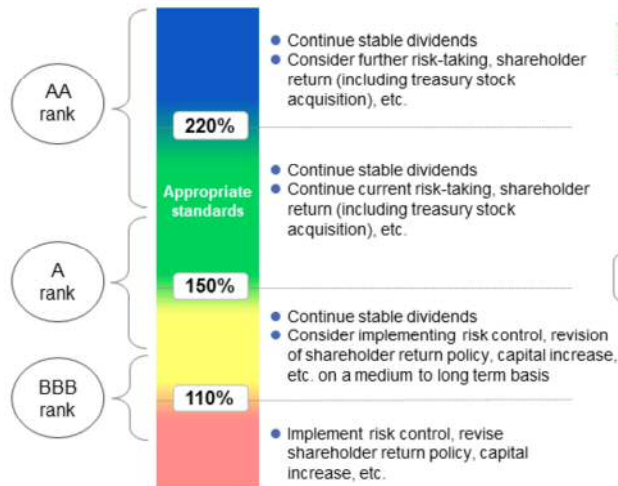 AA
rank
A
rank
BBB
rank
220%
Appropriate
standards
150%
110%
● Continue stable dividends
● Consider further risk-taking, shareholder
return (including treasury stock
acquisition), etc.
● Continue stable dividends
● Continue current risk-taking, shareholder
return (including treasury stock
acquisition), etc.
● Continue stable dividends
● Consider implementing risk control, revision
of shareholder return policy, capital increase,
etc. on a medium to long term basis
● Implement risk control, revise
shareholder return policy, capital
increase, etc.